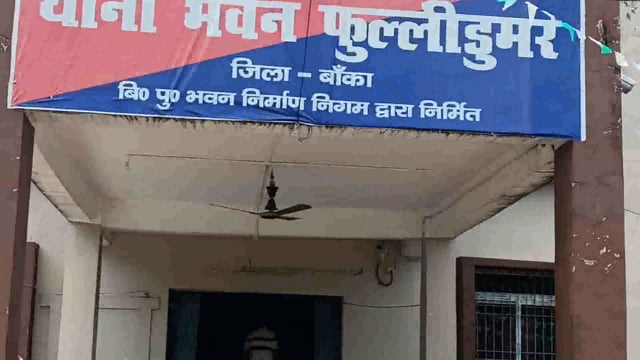 थाना भवन फुल्लीडुमर
जिला – बाँका
बि० पु० भवन निर्माण निगम द्वारा निर्मित